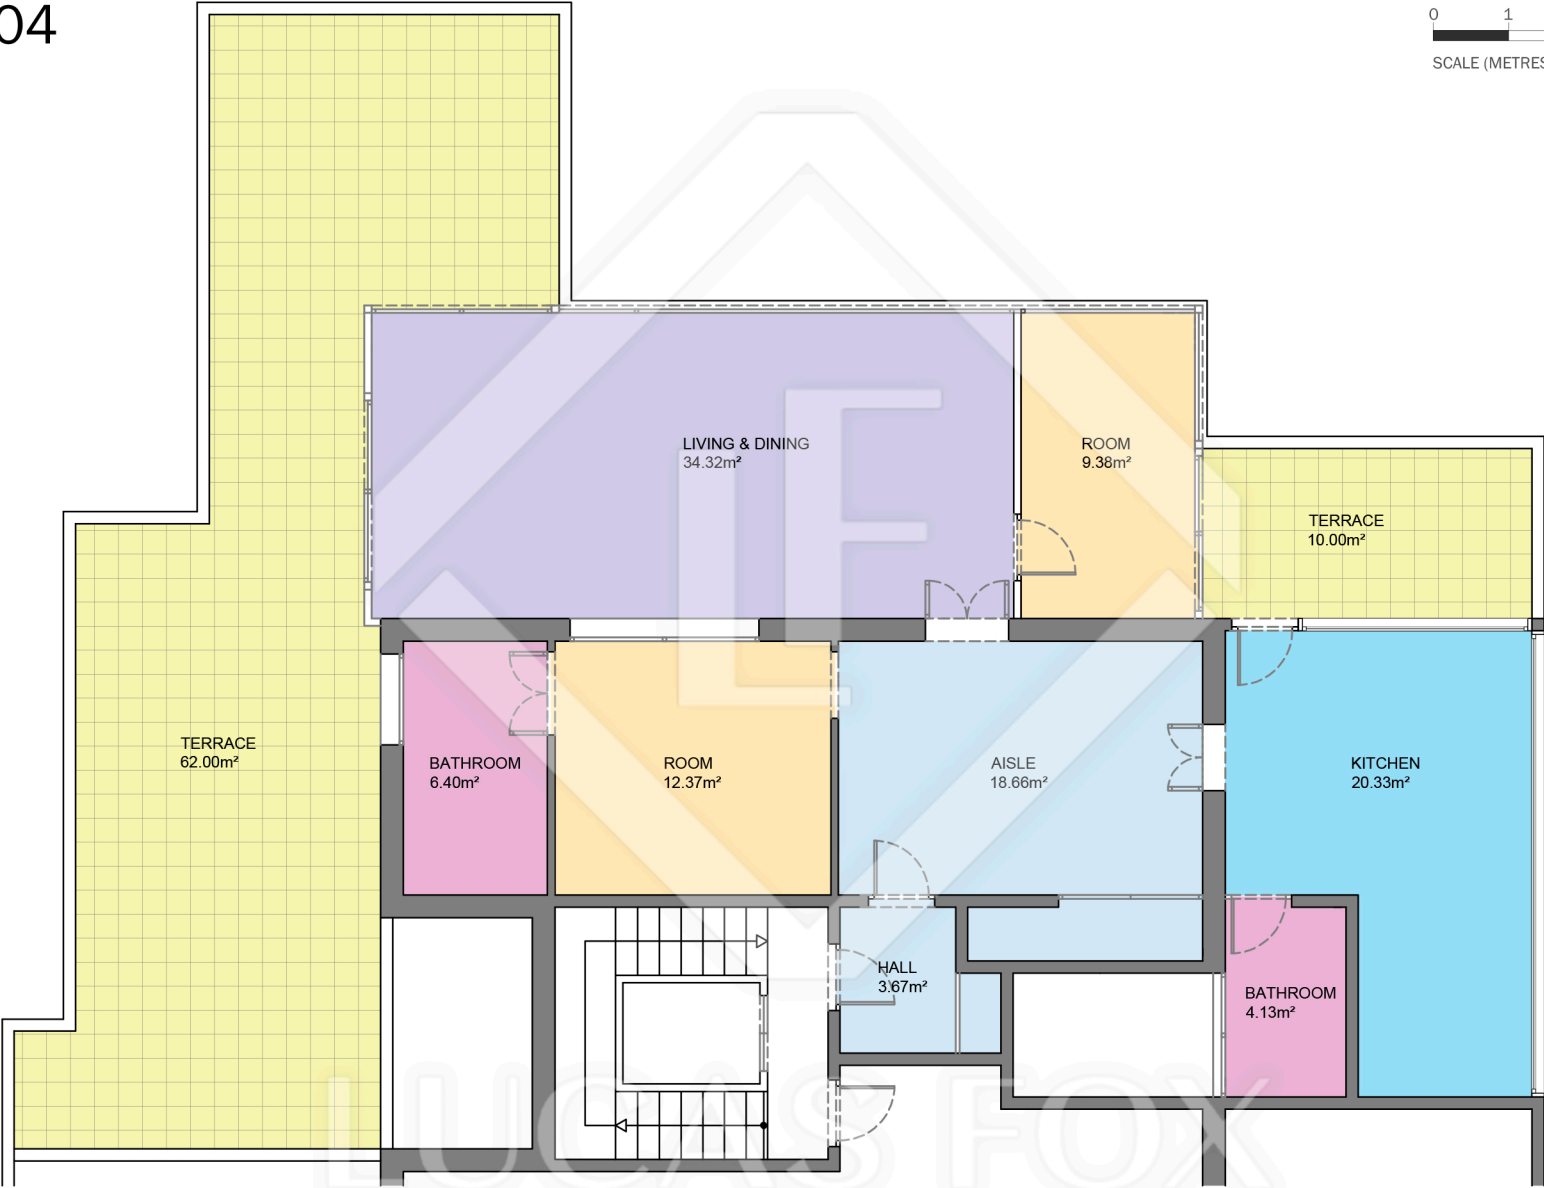 04
0 1
SCALE (METRES
LIVING & DINING
34.32m²
ROOM
9.38m²
TERRACE
10.00m²
TERRACE
62.00m²
BATHROOM
6.40m²
ROOM
12.37m²
AISLE
18.66m²
KITCHEN
20.33m²
HALL
3.67m²
BATHROOM
4.13m²
LF
LUCAS FOX